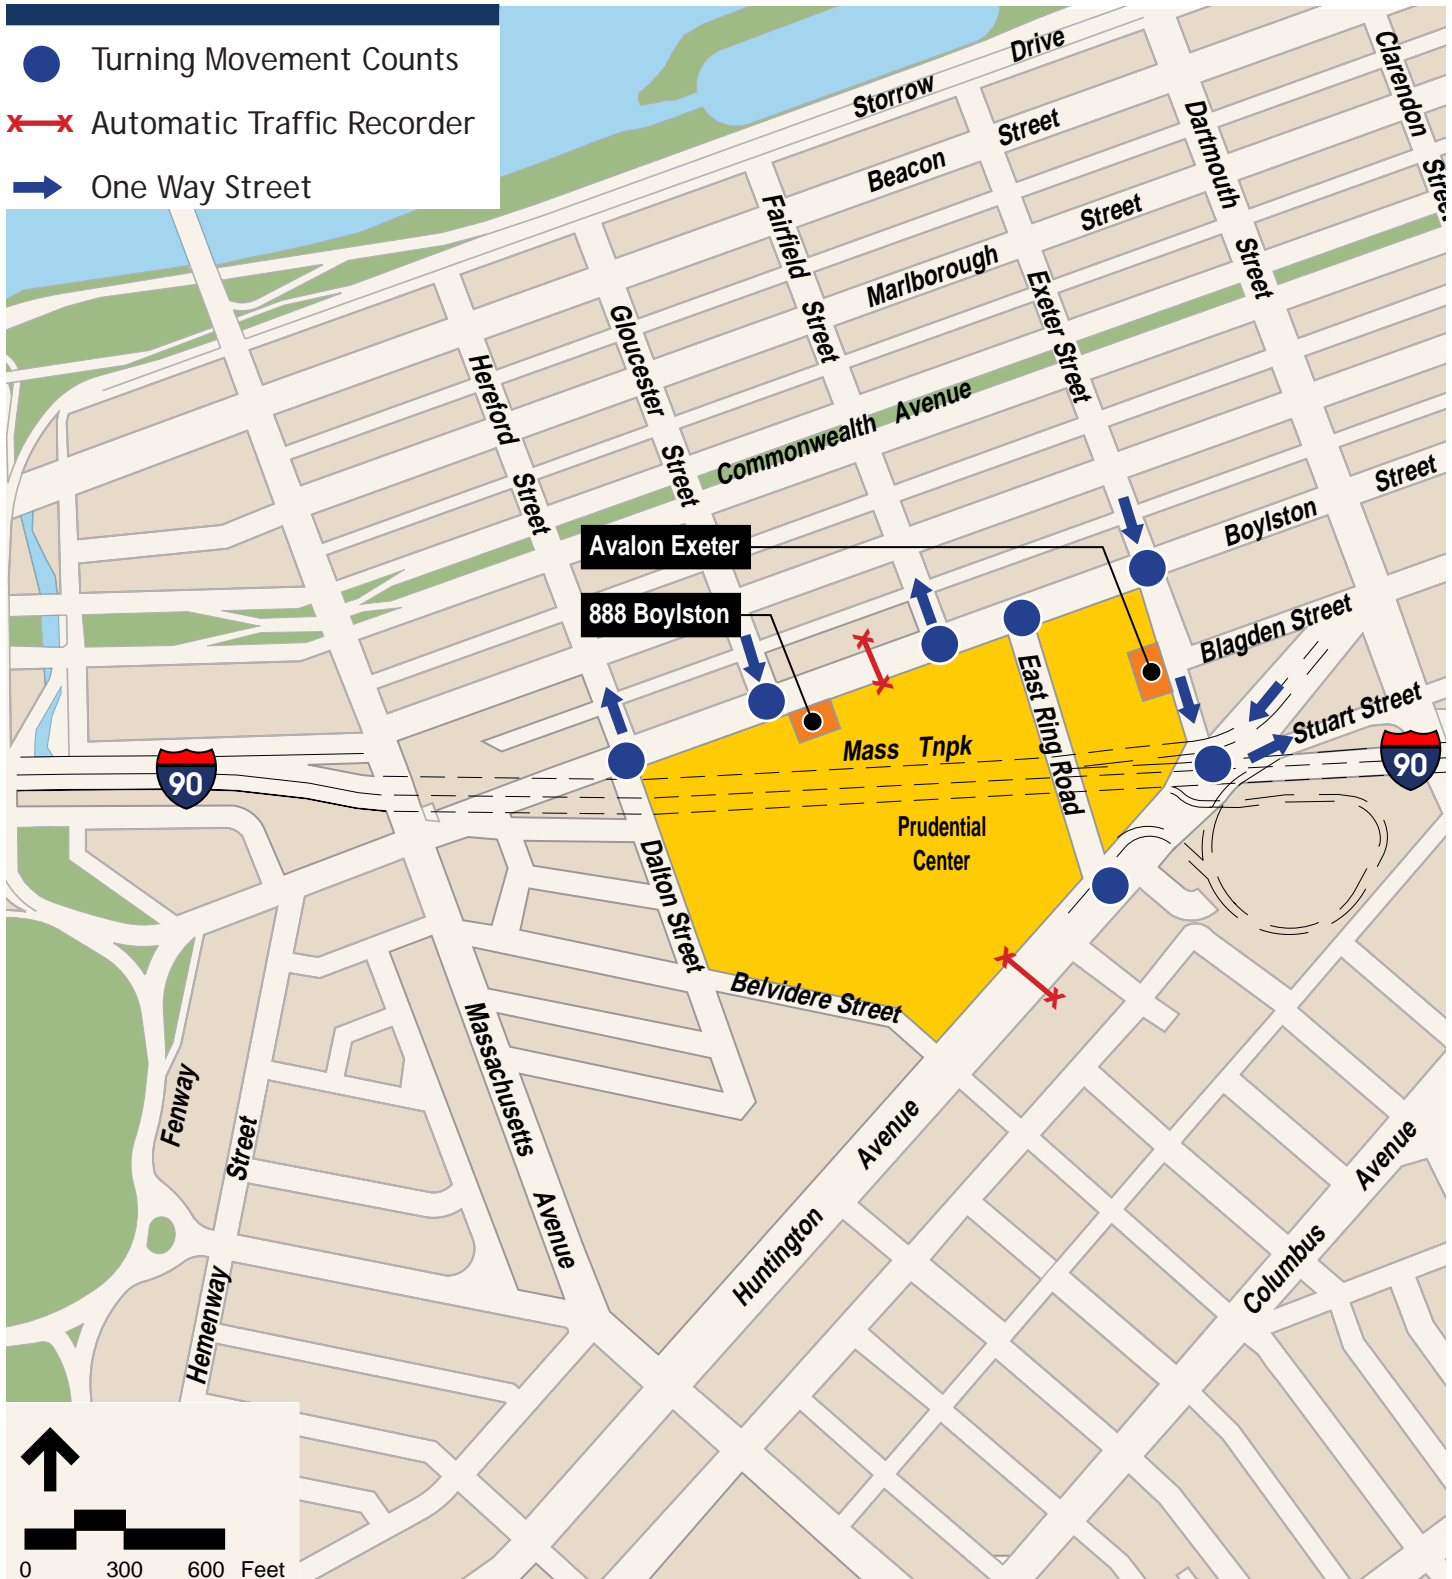 Turning Movement Counts
Automatic Traffic Recorder
One Way Street
Storrow Drive
Beacon Street
Marlborough Street
Commonwealth Avenue
Boylston Street
Blagden Street
Stuart Street
Clarendon Street
Dartmouth Street
Exeter Street
Fairfield Street
Gloucester Street
Hereford Street
Avalon Exeter
888 Boylston
East Ring Road
Mass Tnpk
90
90
Prudential
Center
Dalton Street
Belvidere Street
Massachusetts Avenue
Fenway
Hemenway Street
Huntington Avenue
Columbus Avenue
0 300 600 Feet